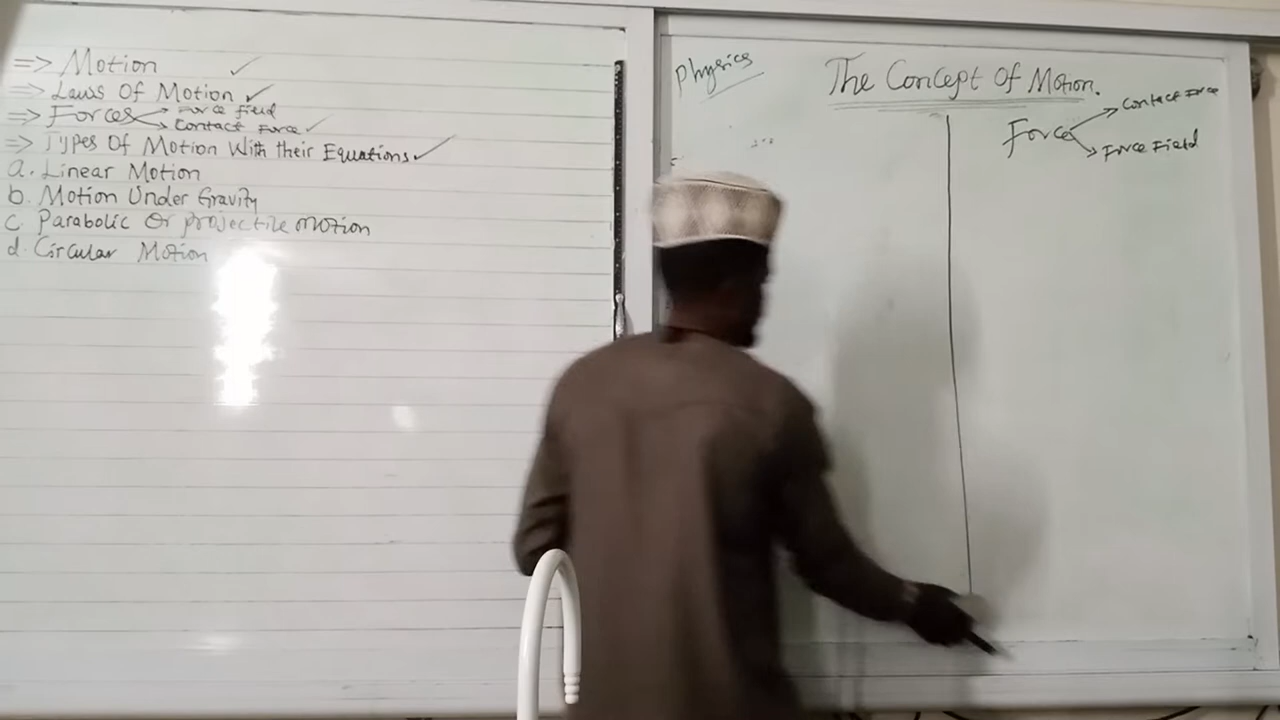 => Motion ✓
=> Laws Of Motion ✓
=> Forces → Force Field
→ Contact Force ✓
=> Types Of Motion With their Equations ✓
a. Linear Motion
b. Motion Under Gravity
c. Parabolic Or projectile motion
d. Circular Motion
Physics
The Concept Of Motion.
Force → Contact Force
→ Force Field